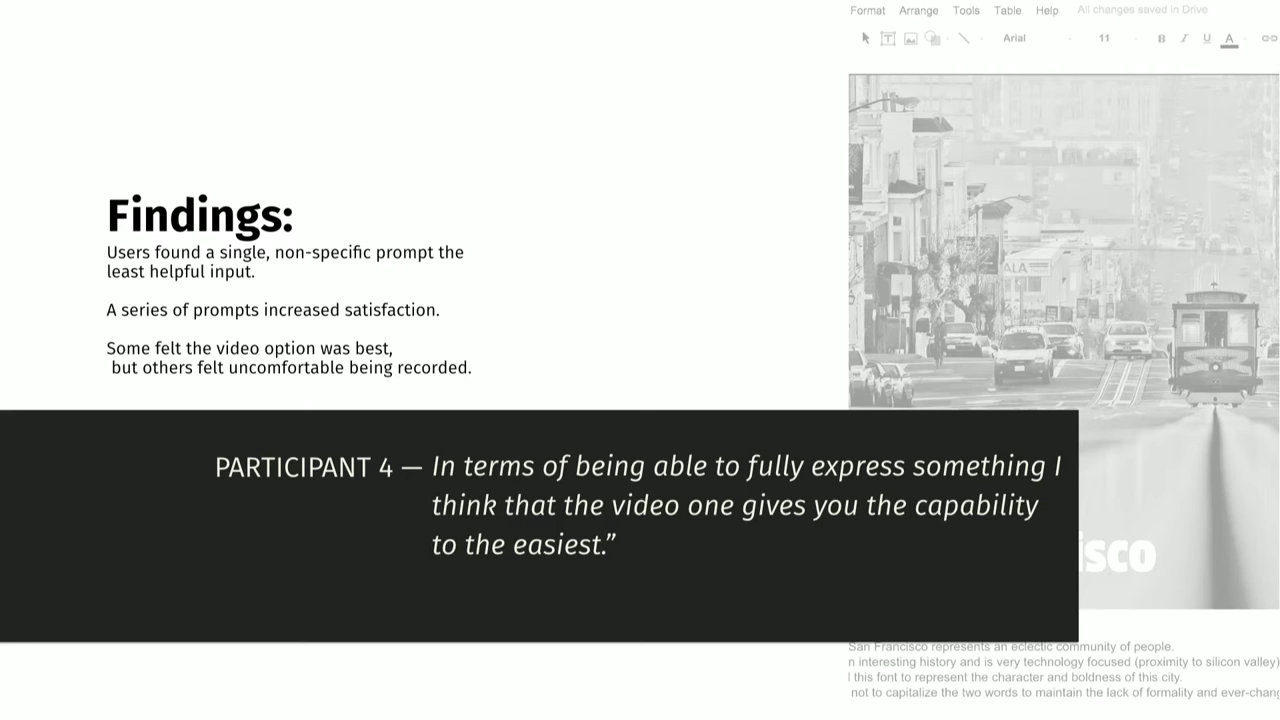 Format Arrange Tools Table Help All changes saved in Drive
Arial 11 B I U A
Findings:
Users found a single, non-specific prompt the
least helpful input.
A series of prompts increased satisfaction.
Some felt the video option was best,
but others felt uncomfortable being recorded.
ALA
PARTICIPANT 4 — In terms of being able to fully express something I
think that the video one gives you the capability
to the easiest.”
isco
San Francisco represents an eclectic community of people.
n interesting history and is very technology focused (proximity to silicon valley)
this font to represent the character and boldness of this city.
not to capitalize the two words to maintain the lack of formality and ever-chang